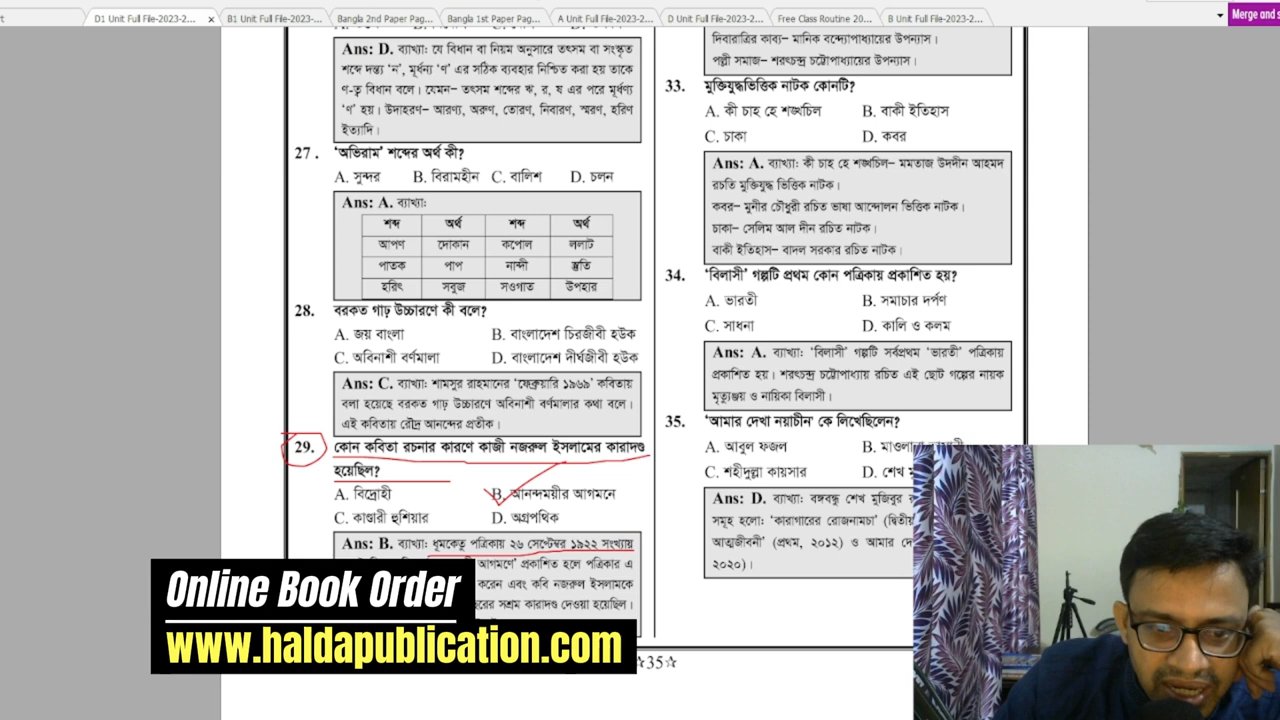 D1 Unit Full File-2023-2...
B1 Unit Full File-2023-2...
Bangla 2nd Paper Pag...
Bangla 1st Paper Pag...
A Unit Full File-2023-2...
D Unit Full File-2023-2...
Free Class Routine 20...
B Unit Full File-2023-2...
Merge and s
Ans: D. ব্যাখ্যা: যে বিধান বা নিয়ম অনুসারে তৎসম বা সংস্কৃত
শব্দে দন্ত্য ‘ন’, মূর্ধন্য ‘ণ’ এর সঠিক ব্যবহার নিশ্চিত করা হয় তাকে
ণ-ত্ব বিধান বলে। যেমন– তৎসম শব্দের ঋ, র, ষ এর পরে মূর্ধণ্য
‘ণ’ হয়। উদাহরণ– আরণ্য, অরুণ, তোরণ, নিবারণ, স্মরণ, হরিণ
ইত্যাদি।
27 . ‘অভিরাম’ শব্দের অর্থ কী?
A. সুন্দর B. বিরামহীন C. বালিশ D. চলন
Ans: A. ব্যাখ্যা:
শব্দ অর্থ শব্দ অর্থ
আপণ দোকান কপোল ললাট
পাতক পাপ নান্দী স্তুতি
হরিৎ সবুজ সওগাত উপহার
28. বরকত গাঢ় উচ্চারণে কী বলে?
A. জয় বাংলা B. বাংলাদেশ চিরজীবী হউক
C. অবিনাশী বর্ণমালা D. বাংলাদেশ দীর্ঘজীবী হউক
Ans: C. ব্যাখ্যা: শামসুর রাহমানের ‘ফেব্রুয়ারি ১৯৬৯’ কবিতায়
বলা হয়েছে বরকত গাঢ় উচ্চারণে অবিনাশী বর্ণমালার কথা বলে।
এই কবিতায় রৌদ্র আনন্দের প্রতীক।
29. কোন কবিতা রচনার কারণে কাজী নজরুল ইসলামের কারাদণ্ড
হয়েছিল?
A. বিদ্রোহী B. আনন্দময়ীর আগমনে
C. কাণ্ডারী হুশিয়ার D. অগ্রপথিক
Ans: B. ব্যাখ্যা: ধূমকেতু পত্রিকায় ২৬ সেপ্টেম্বর ১৯২২ সংখ্যায়
আগমণে’ প্রকাশিত হলে পত্রিকার এ
করেন এবং কবি নজরুল ইসলামকে
সশ্রম কারাদণ্ড দেওয়া হয়েছিল।
দিবারাত্রির কাব্য– মানিক বন্দ্যোপাধ্যায়ের উপন্যাস।
পল্লী সমাজ– শরৎচন্দ্র চট্টোপাধ্যায়ের উপন্যাস।
33. মুক্তিযুদ্ধভিত্তিক নাটক কোনটি?
A. কী চাহ হে শঙ্খচিল B. বাকী ইতিহাস
C. চাকা D. কবর
Ans: A. ব্যাখ্যা: কী চাহ হে শঙ্খচিল– মমতাজ উদদীন আহমদ
রচতি মুক্তিযুদ্ধ ভিত্তিক নাটক।
কবর– মুনীর চৌধুরী রচিত ভাষা আন্দোলন ভিত্তিক নাটক।
চাকা– সেলিম আল দীন রচিত নাটক।
বাকী ইতিহাস– বাদল সরকার রচিত নাটক।
34. ‘বিলাসী’ গল্পটি প্রথম কোন পত্রিকায় প্রকাশিত হয়?
A. ভারতী B. সমাচার দর্পণ
C. সাধনা D. কালি ও কলম
Ans: A. ব্যাখ্যা: ‘বিলাসী’ গল্পটি সর্বপ্রথম ‘ভারতী’ পত্রিকায়
প্রকাশিত হয়। শরৎচন্দ্র চট্টোপাধ্যায় রচিত এই ছোট গল্পের নায়ক
মৃত্যুঞ্জয় ও নায়িকা বিলাসী।
35. ‘আমার দেখা নয়াচীন’ কে লিখেছিলেন?
A. আবুল ফজল B.
C. শহীদুল্লা কায়সার D. শেখ
Ans: D. ব্যাখ্যা: বঙ্গবন্ধু শেখ মুজিবুর
সমূহ হলো: ‘কারাগারের রোজনামচা’ (দ্বিতীয়
আত্মজীবনী’ (প্রথম, ২০১২) ও আমার
২০২০)।
☆35☆
Online Book Order
www.haldapublication.com